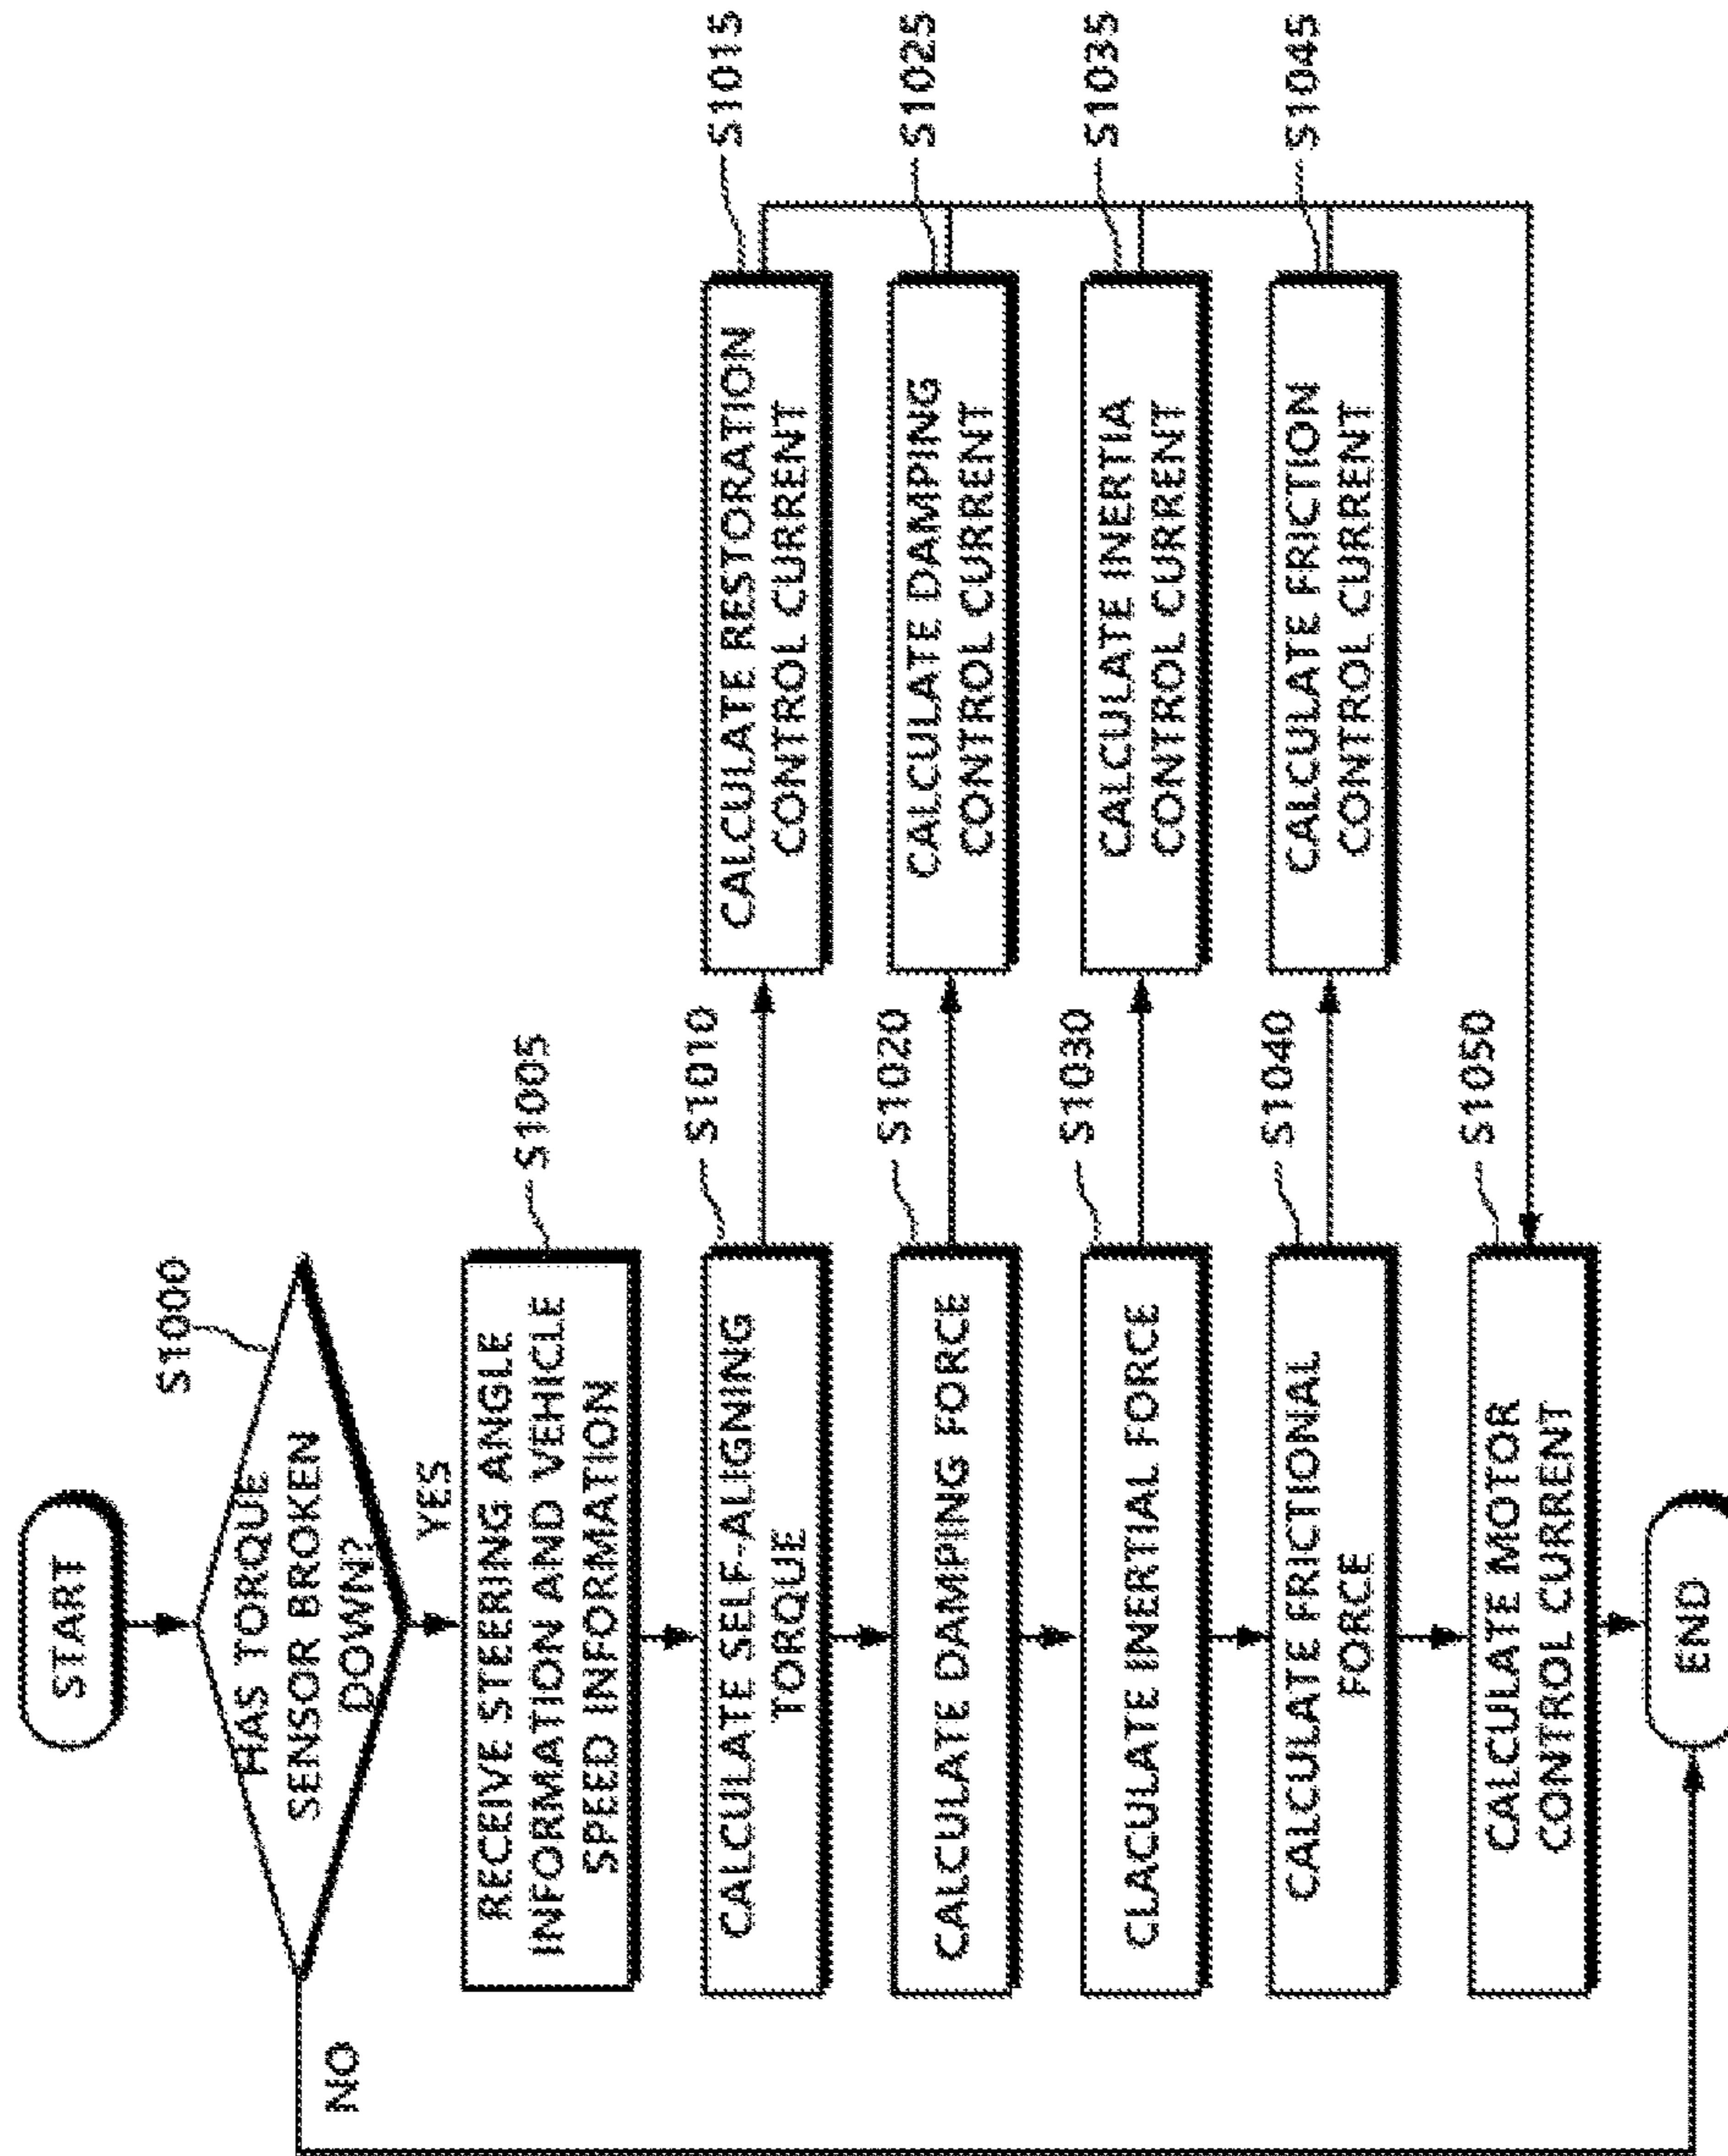 START
S1000
HAS TORQUE
SENSOR BROKEN
DOWN?
YES
NO
S1005
RECEIVE STEERING ANGLE
INFORMATION AND VEHICLE
SPEED INFORMATION
S1010
CALCULATE SELF-ALIGNING
TORQUE
S1015
CALCULATE RESTORATION
CONTROL CURRENT
S1020
CALCULATE DAMPING FORCE
S1025
CALCULATE DAMPING
CONTROL CURRENT
S1030
CLACULATE INERTIAL FORCE
S1035
CALCULATE INERTIA
CONTROL CURRENT
S1040
CALCULATE FRICTIONAL
FORCE
S1045
CALCULATE FRICTION
CONTROL CURRENT
S1050
CALCULATE MOTOR
CONTROL CURRENT
END